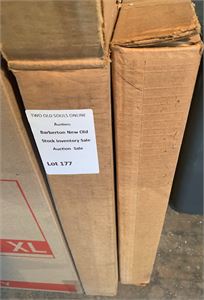 TWO OLD SOULS ONLINE
Auctions
Barberton New Old
Stock Inventory Sale
Auction Sale
Lot 177
XL